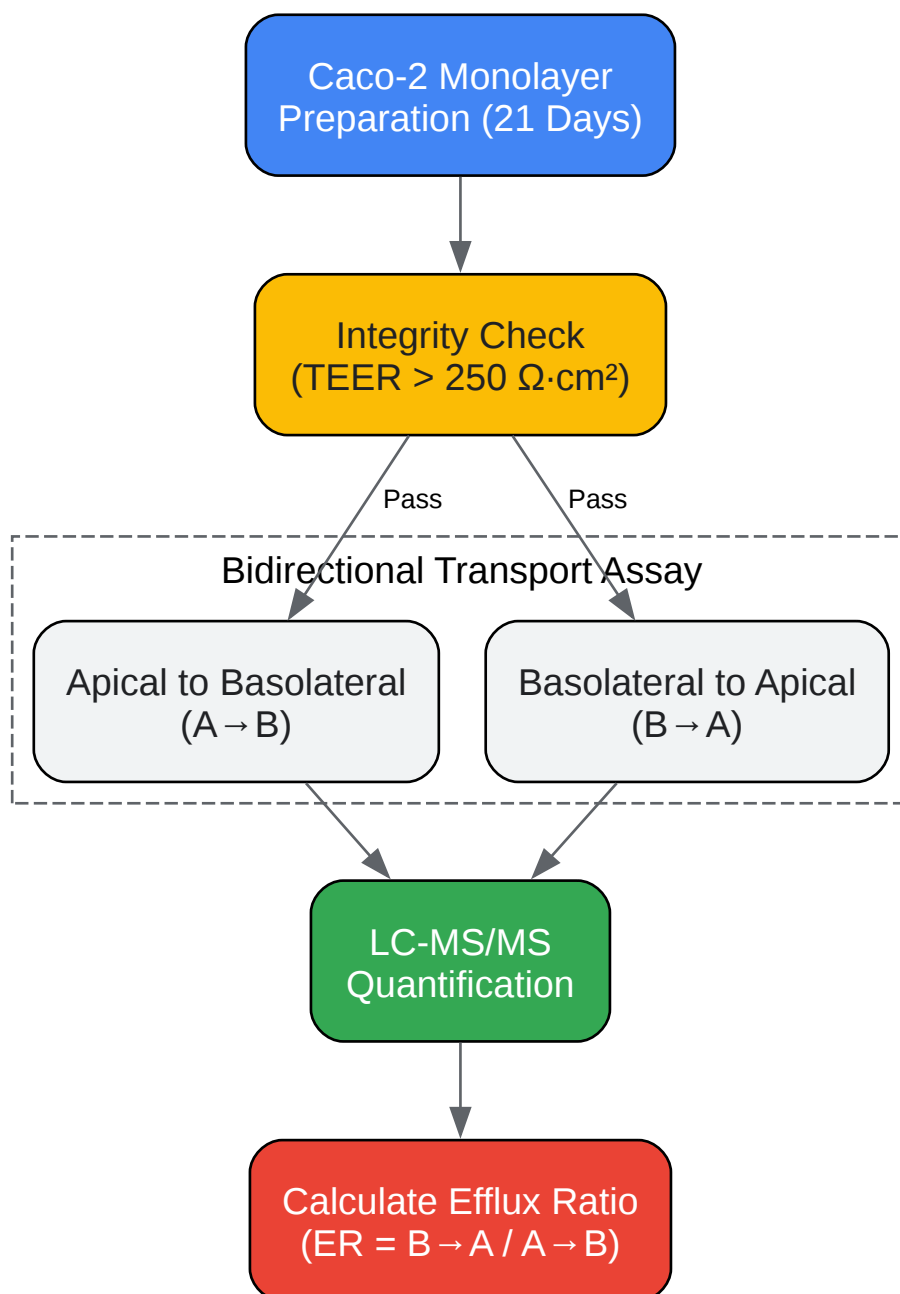 Caco-2 Monolayer
Preparation (21 Days)
Integrity Check
(TEER > 250 Ω·cm²)
Pass
Pass
Bidirectional Transport Assay
Apical to Basolateral
(A→B)
Basolateral to Apical
(B→A)
LC-MS/MS
Quantification
Calculate Efflux Ratio
(ER = B→A / A→B)